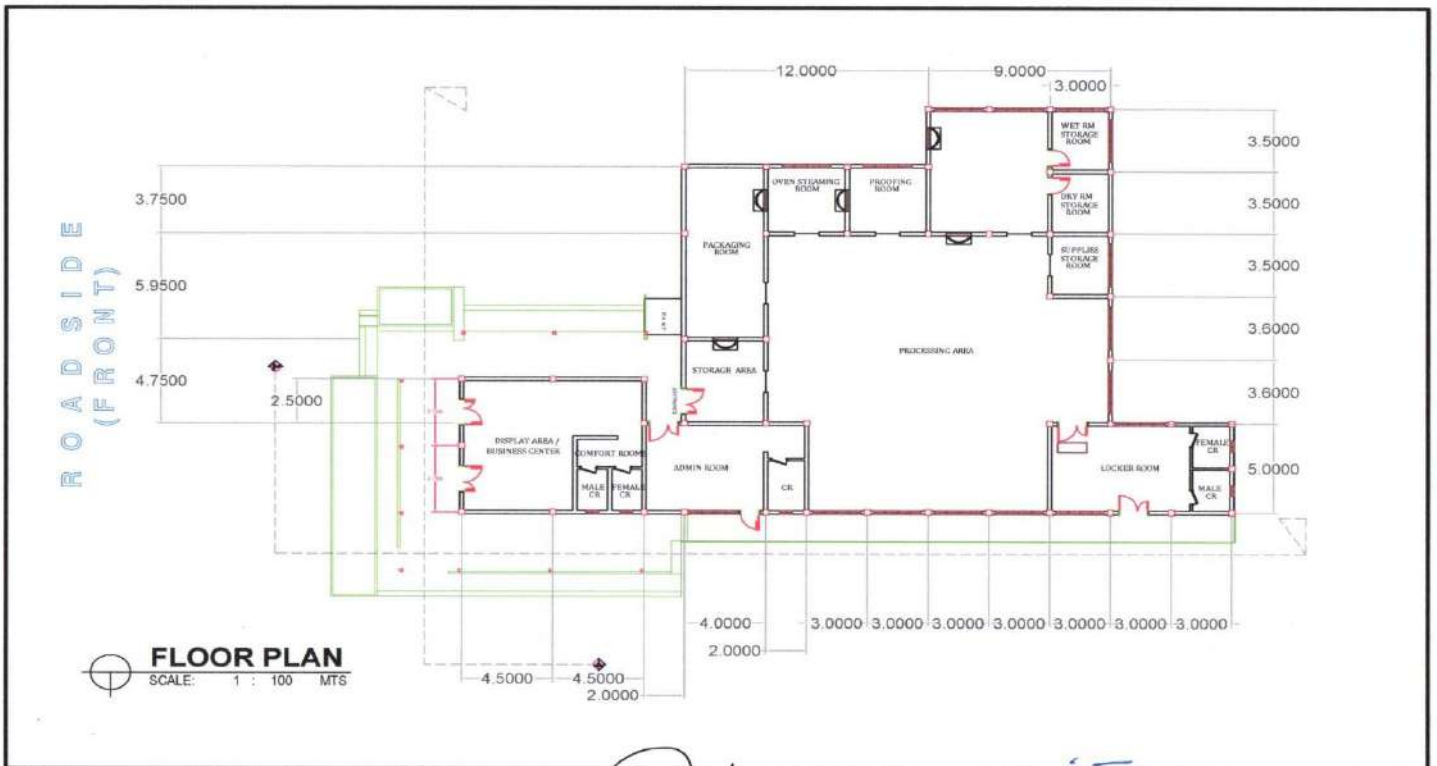 12.0000
9.0000
3.0000
WET RM
STORAGE
ROOM
3.5000
OVEN STEAMING
ROOM
PROOFING
ROOM
DRY RM
STORAGE
ROOM
3.7500
3.5000
ROADSIDE
(FRONT)
PACKAGING
ROOM
SUPPLIES
STORAGE
ROOM
5.9500
3.5000
3.6000
PROCESSING AREA
STORAGE AREA
4.7500
2.5000
3.6000
DISPLAY AREA /
BUSINESS CENTER
COMFORT ROOMS
ADMIN ROOM
LOCKER ROOM
FEMALE
CR
5.0000
MALE
CR
FEMALE
CR
CR
MALE
CR
4.0000
3.0000 3.0000 3.0000 3.0000 3.0000 3.0000 3.0000
2.0000
FLOOR PLAN
SCALE: 1 : 100 MTS
4.5000
4.5000
2.0000